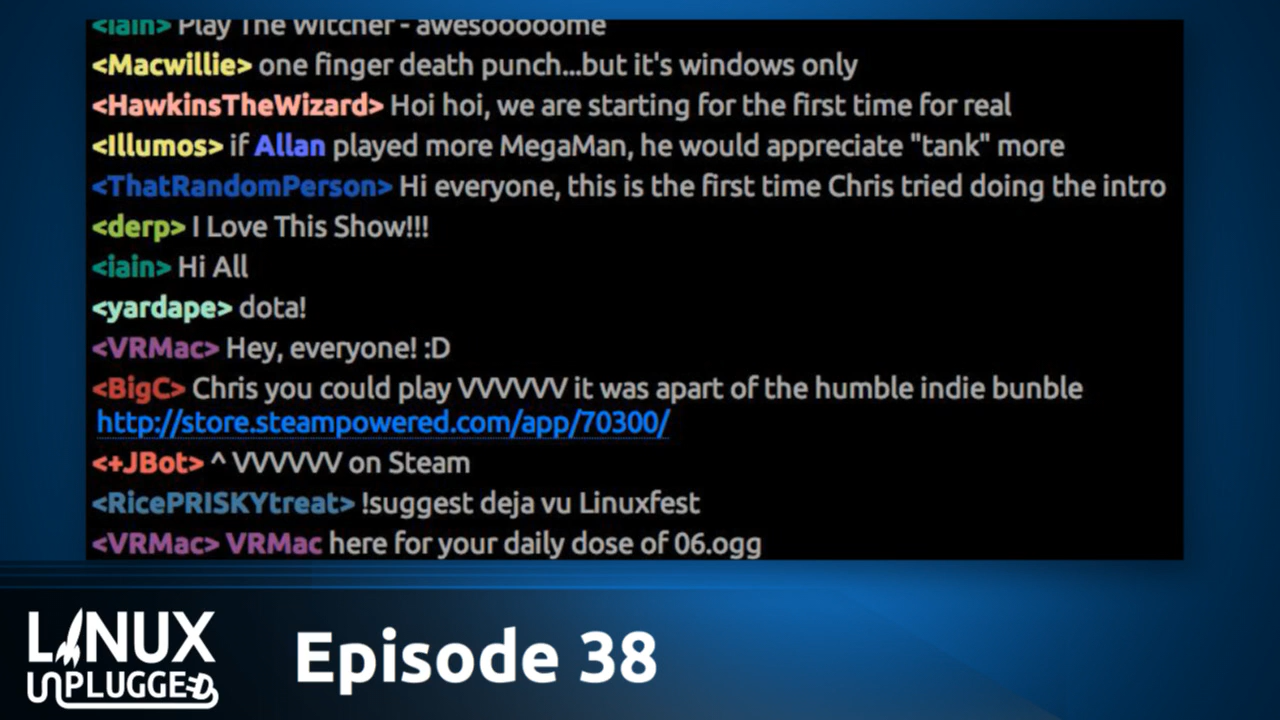 <iain> Play The Witcher - awesooooome
<Macwillie> one finger death punch...but it's windows only
<HawkinsTheWizard> Hoi hoi, we are starting for the first time for real
<Illumos> if Allan played more MegaMan, he would appreciate "tank" more
<ThatRandomPerson> Hi everyone, this is the first time Chris tried doing the intro
<derp> I Love This Show!!!
<iain> Hi All
<yardape> dota!
<VRMac> Hey, everyone! :D
<BigC> Chris you could play VVVVVV it was apart of the humble indie bunble
http://store.steampowered.com/app/70300/
<+JBot> ^ VVVVVV on Steam
<RicePRISKYtreat> !suggest deja vu Linuxfest
<VRMac> VRMac here for your daily dose of 06.ogg
LINUX
UNPLUGGED
Episode 38